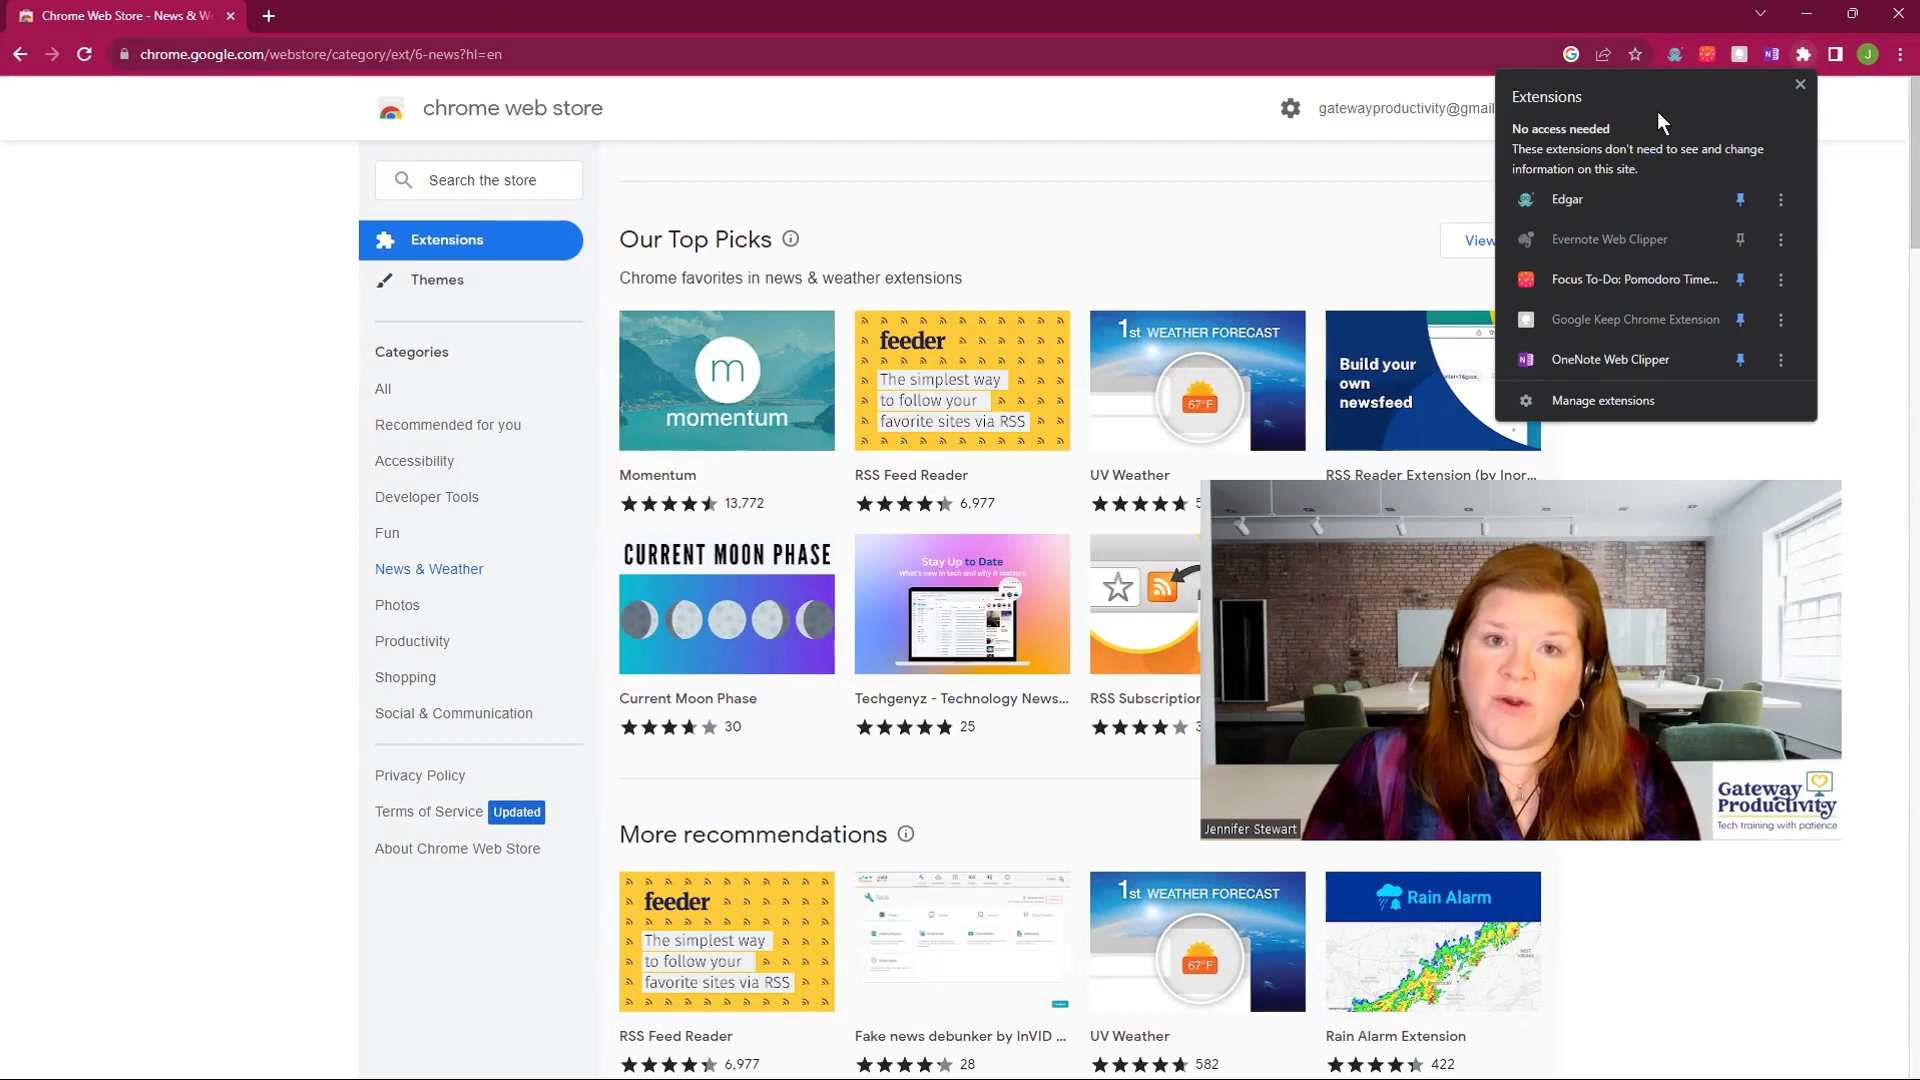 Chrome Web Store - News & W
chrome.google.com/webstore/category/ext/6-news?hl=en
J
chrome web store
gatewayproductivity@gmail
Extensions
No access needed
These extensions don't need to see and change
information on this site.
Edgar
Evernote Web Clipper
Focus To-Do: Pomodoro Time...
Google Keep Chrome Extension
OneNote Web Clipper
Manage extensions
Search the store
Extensions
Themes
Categories
All
Recommended for you
Accessibility
Developer Tools
Fun
News & Weather
Photos
Productivity
Shopping
Social & Communication
Privacy Policy
Terms of Service Updated
About Chrome Web Store
Our Top Picks
View
Chrome favorites in news & weather extensions
m
momentum
feeder
The simplest way
to follow your
favorite sites via RSS
1st WEATHER FORECAST
67°F
Build your
own
newsfeed
Momentum
13,772
RSS Feed Reader
6,977
UV Weather
5
RSS Reader Extension (by Inor...
CURRENT MOON PHASE
Stay Up to Date
What's new in tech and why it matters
Current Moon Phase
30
Techgenyz - Technology News...
25
RSS Subscription
3
Jennifer Stewart
Gateway
Productivity
Tech training with patience
More recommendations
feeder
The simplest way
to follow your
favorite sites via RSS
1st WEATHER FORECAST
67°F
Rain Alarm
RSS Feed Reader
6,977
Fake news debunker by InVID ...
28
UV Weather
582
Rain Alarm Extension
422